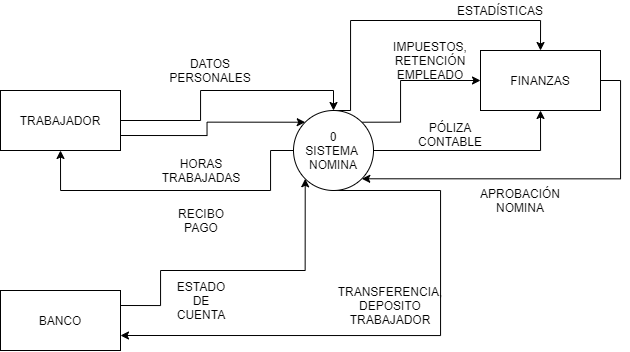 ESTADÍSTICAS
IMPUESTOS,
RETENCIÓN
EMPLEADO
FINANZAS
DATOS
PERSONALES
TRABAJADOR
0
SISTEMA
NOMINA
PÓLIZA
CONTABLE
HORAS
TRABAJADAS
APROBACIÓN
NOMINA
RECIBO
PAGO
ESTADO
DE
CUENTA
TRANSFERENCIA
DEPOSITO
TRABAJADOR
BANCO